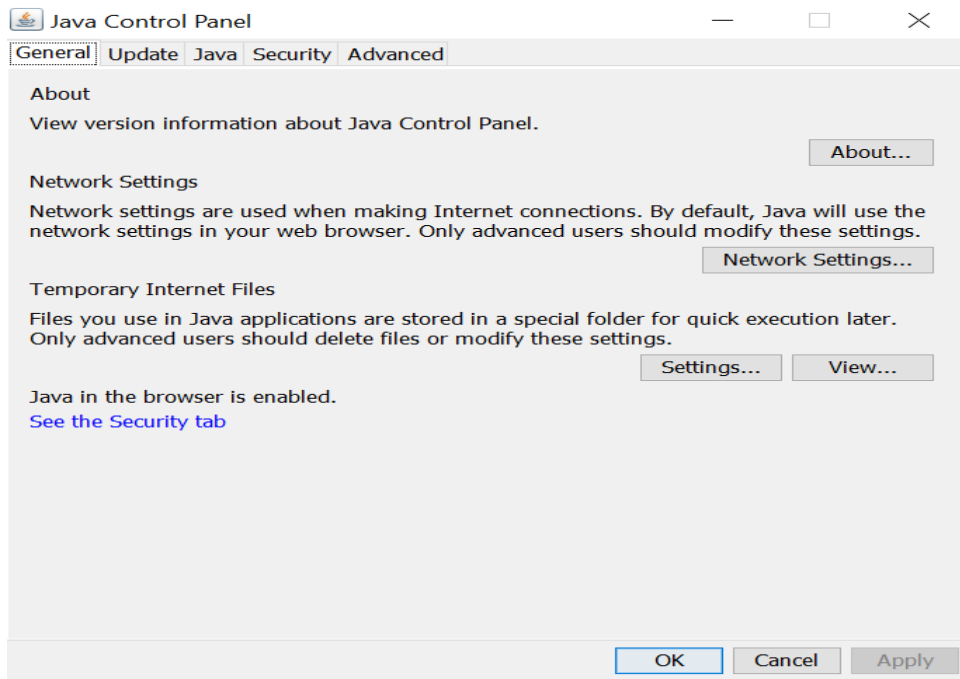 Java Control Panel
General Update Java Security Advanced
About
View version information about Java Control Panel.
About...
Network Settings
Network settings are used when making Internet connections. By default, Java will use the
network settings in your web browser. Only advanced users should modify these settings.
Network Settings...
Temporary Internet Files
Files you use in Java applications are stored in a special folder for quick execution later.
Only advanced users should delete files or modify these settings.
Settings... View...
Java in the browser is enabled.
See the Security tab
OK Cancel Apply